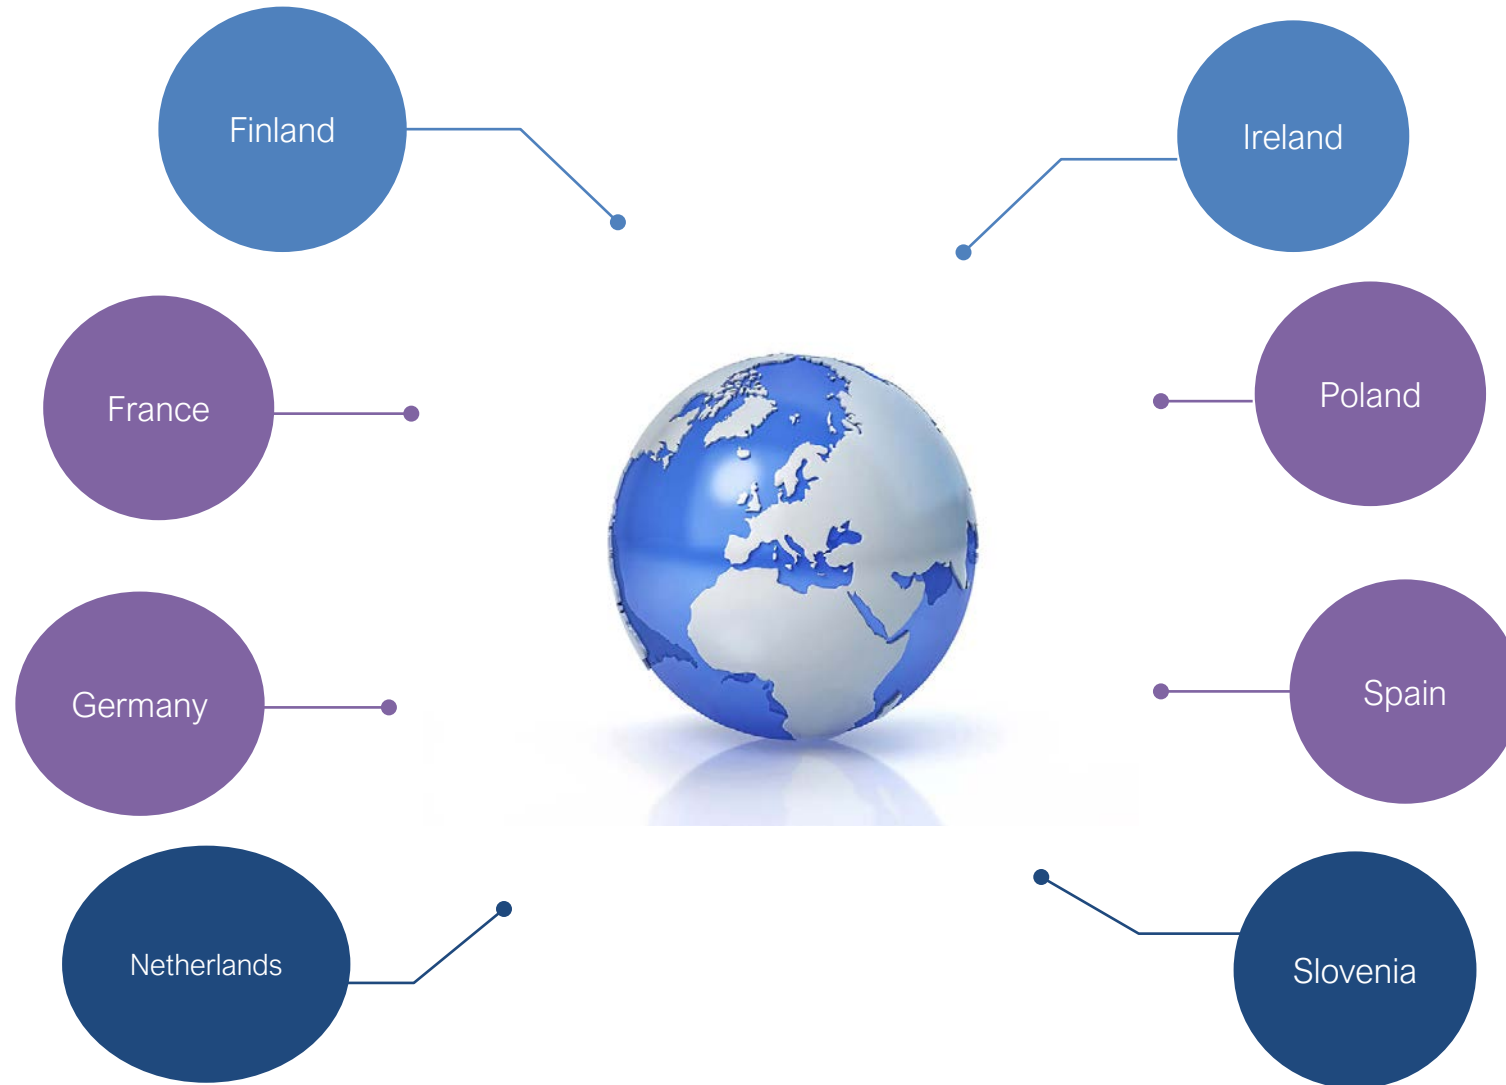 Finland
Ireland
France
Poland
Germany
Spain
Netherlands
Slovenia